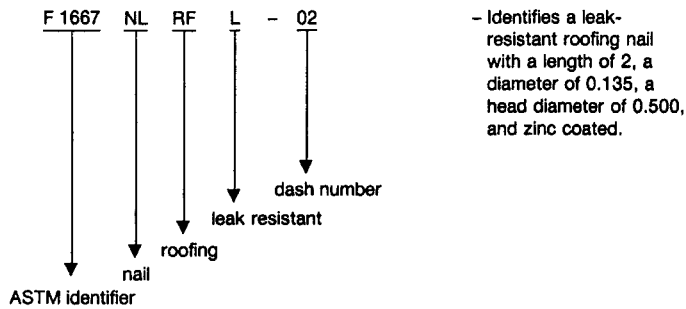 F 1667 NL RF L - 02
– Identifies a leak-
resistant roofing nail
with a length of 2, a
diameter of 0.135, a
head diameter of 0.500,
and zinc coated.
dash number
leak resistant
roofing
nail
ASTM identifier